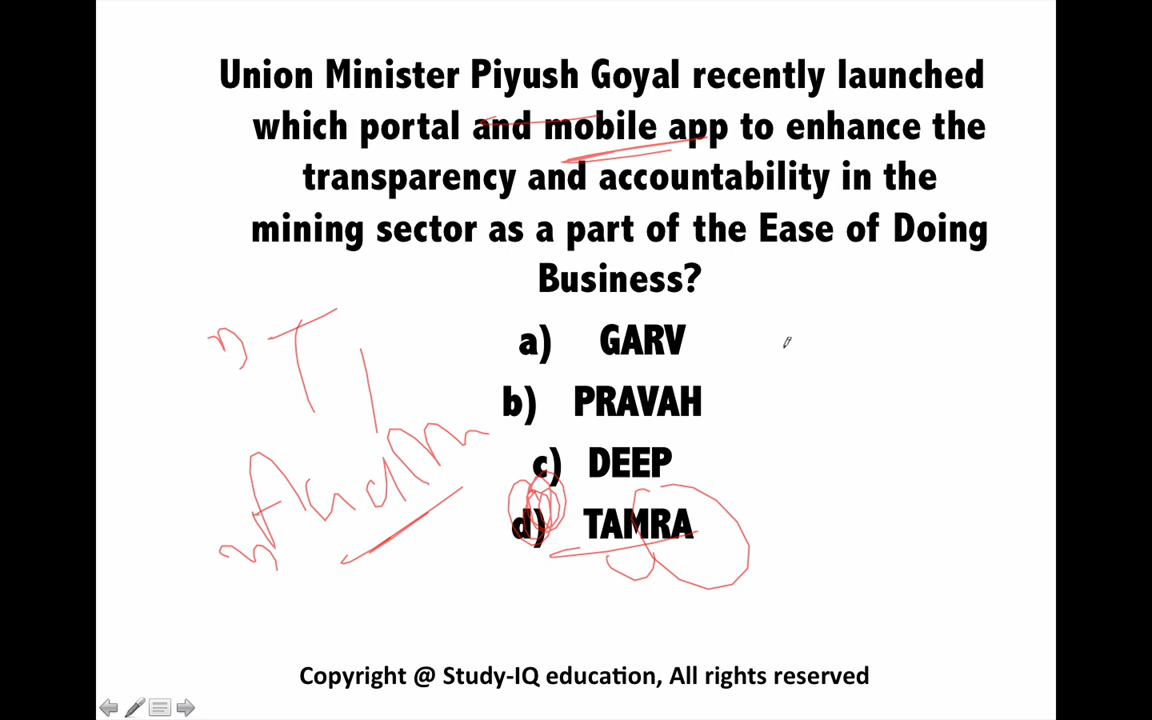 Union Minister Piyush Goyal recently launched
which portal and mobile app to enhance the
transparency and accountability in the
mining sector as a part of the Ease of Doing
Business?
a) GARV
b) PRAVAH
c) DEEP
d) TAMRA
Copyright @ Study-IQ education, All rights reserved